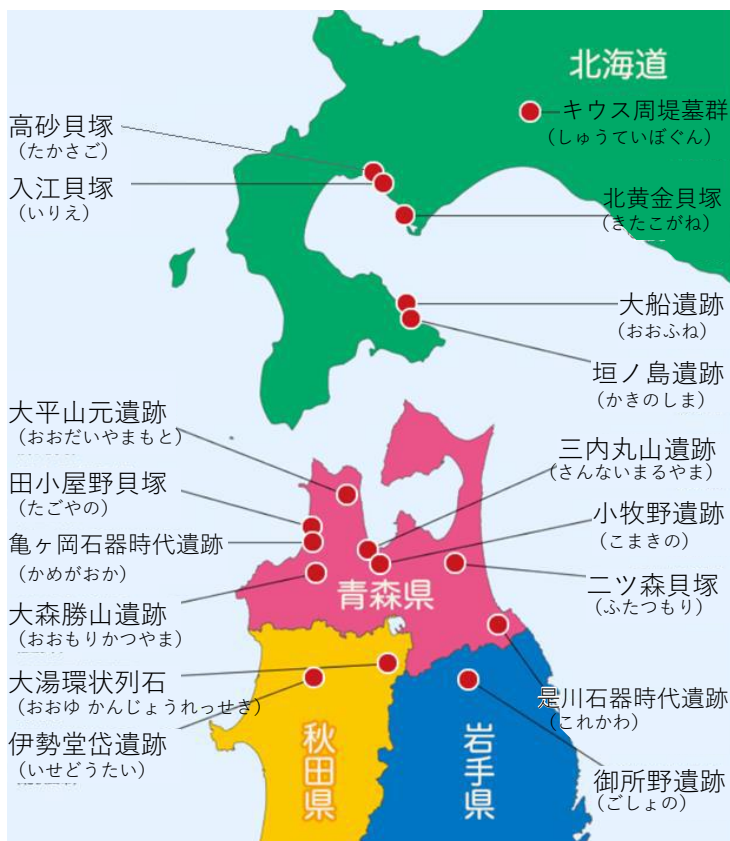 北海道
キウス周堤墓群
（しゅうていぼぐん）
高砂貝塚
（たかさご）
入江貝塚
（いりえ）
北黄金貝塚
（きたこがね）
大船遺跡
（おおふね）
垣ノ島遺跡
（かきのしま）
大平山元遺跡
（おおだいやまもと）
田小屋野貝塚
（たごやの）
亀ヶ岡石器時代遺跡
（かめがおか）
大森勝山遺跡
（おおもりかつやま）
大湯環状列石
（おおゆ かんじょうれっせき）
伊勢堂岱遺跡
（いせどうたい）
三内丸山遺跡
（さんないまるやま）
小牧野遺跡
（こまきの）
二ツ森貝塚
（ふたつもり）
是川石器時代遺跡
（これかわ）
御所野遺跡
（ごしょの）
青森県
秋田県
岩手県